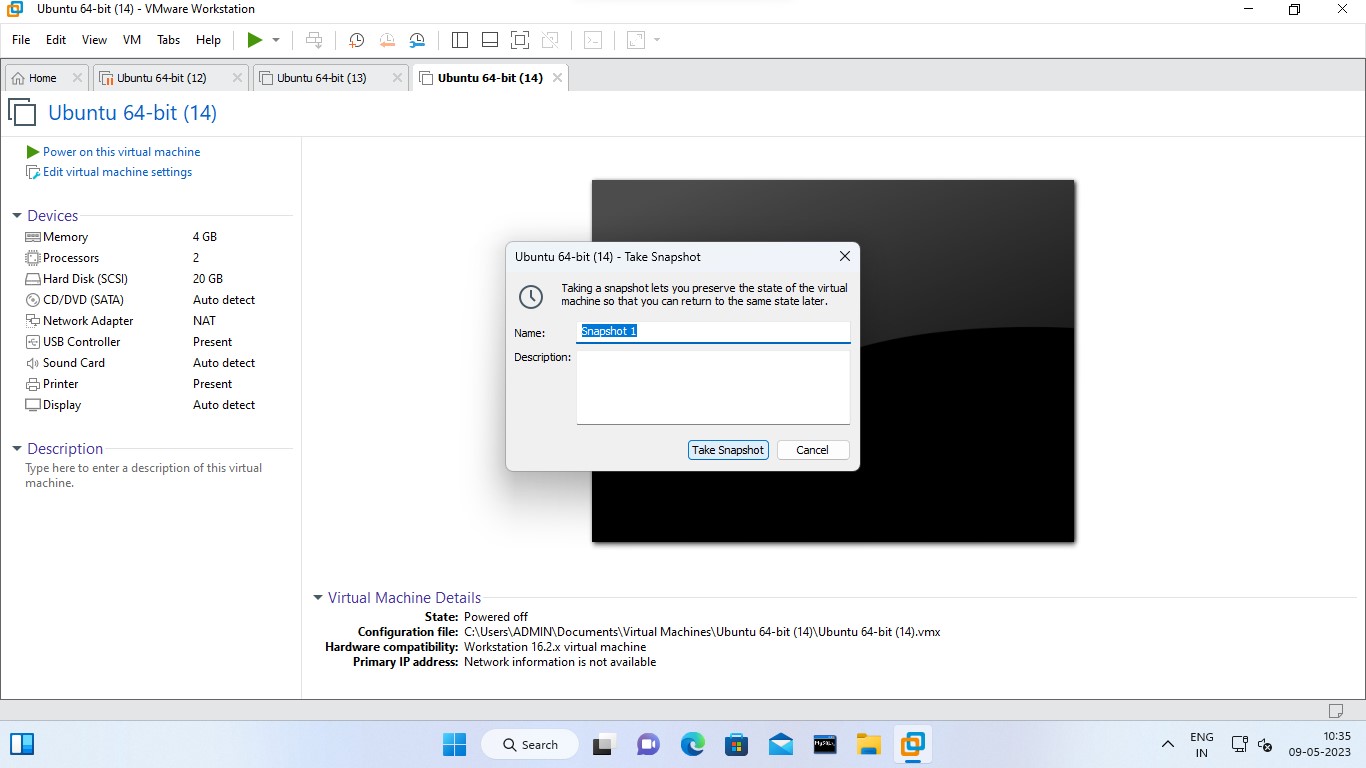 Ubuntu 64-bit (14) - VMware Workstation
File Edit View VM Tabs Help
Home Ubuntu 64-bit (12) Ubuntu 64-bit (13) Ubuntu 64-bit (14)
Ubuntu 64-bit (14)
Power on this virtual machine
Edit virtual machine settings
Devices
Memory 4 GB
Processors 2
Hard Disk (SCSI) 20 GB
CD/DVD (SATA) Auto detect
Network Adapter NAT
USB Controller Present
Sound Card Auto detect
Printer Present
Display Auto detect
Description
Type here to enter a description of this virtual
machine.
Ubuntu 64-bit (14) - Take Snapshot
Taking a snapshot lets you preserve the state of the virtual
machine so that you can return to the same state later.
Name: Snapshot 1
Description:
Take Snapshot Cancel
Virtual Machine Details
State: Powered off
Configuration file: C:\Users\ADMIN\Documents\Virtual Machines\Ubuntu 64-bit (14)\Ubuntu 64-bit (14).vmx
Hardware compatibility: Workstation 16.2.x virtual machine
Primary IP address: Network information is not available
Search
MySQL
ENG
IN
10:35
09-05-2023